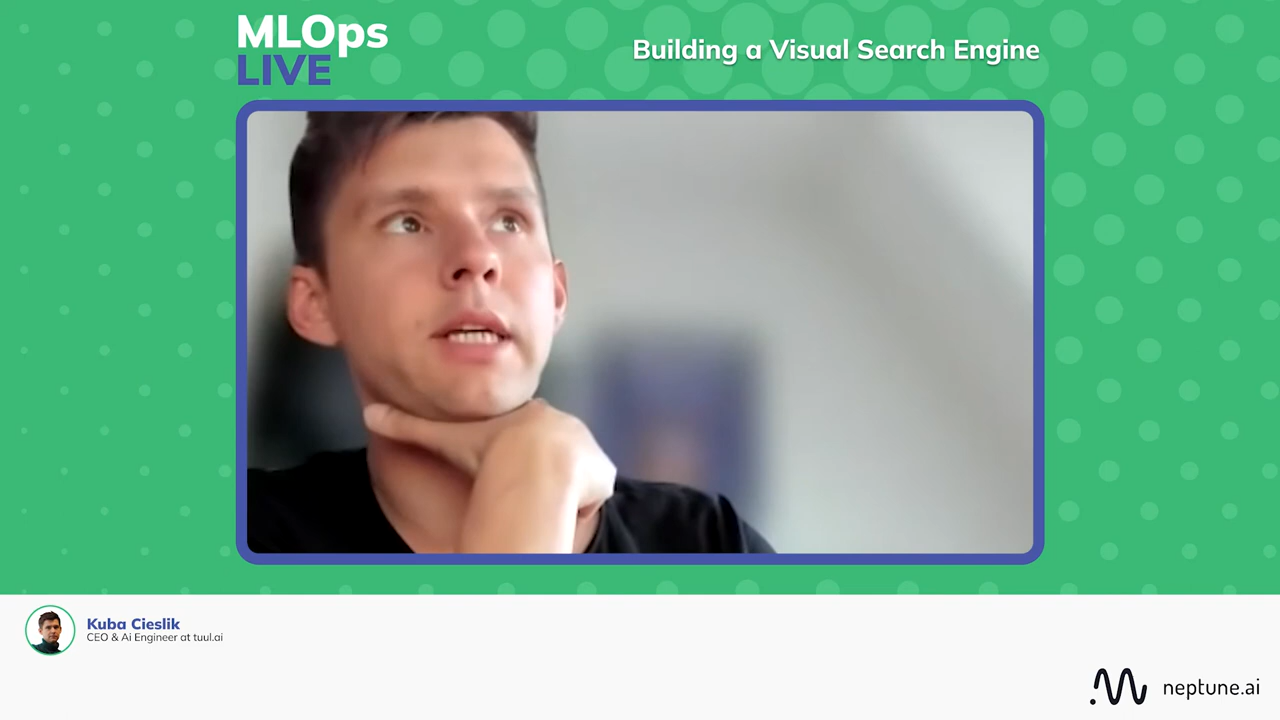 MLOps
LIVE
Building a Visual Search Engine
Kuba Cieslik
CEO & Ai Engineer at tuul.ai
neptune.ai